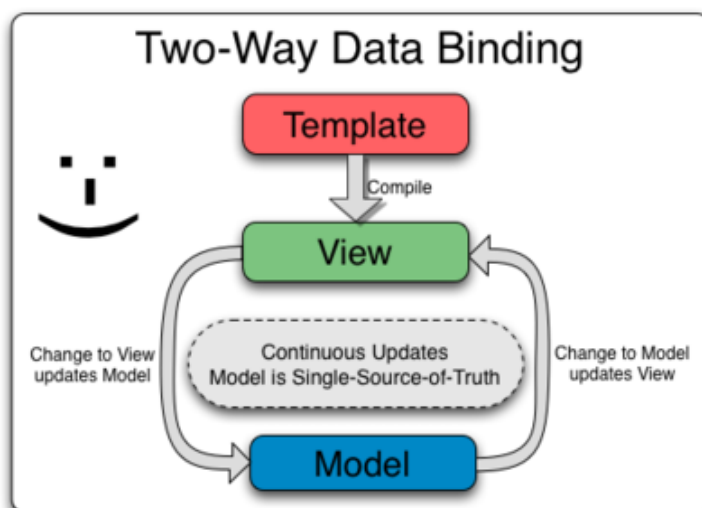 Two-Way Data Binding
Template
Compile
View
Continuous Updates
Model is Single-Source-of-Truth
Change to View
updates Model
Change to Model
updates View
Model